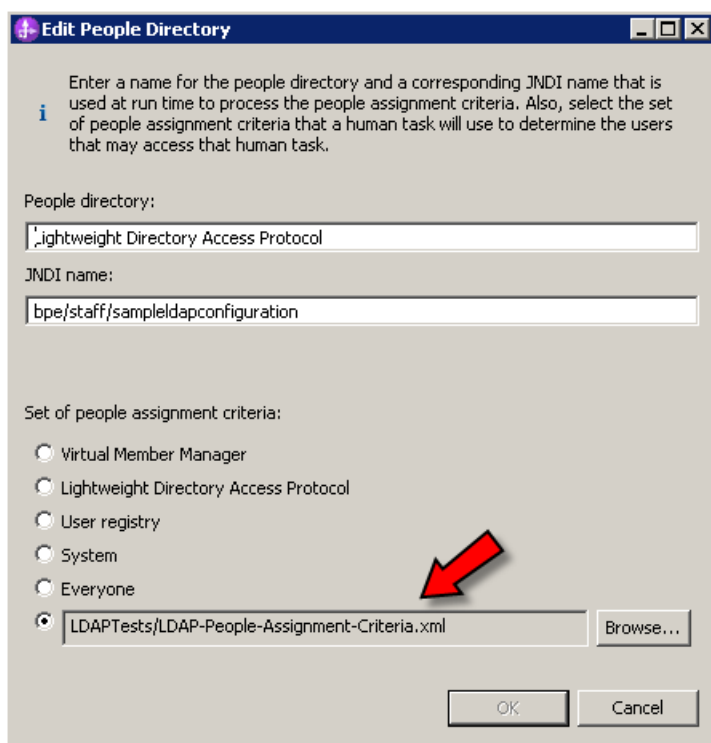 Edit People Directory
Enter a name for the people directory and a corresponding JNDI name that is
used at run time to process the people assignment criteria. Also, select the set
of people assignment criteria that a human task will use to determine the users
that may access that human task.
People directory:
Lightweight Directory Access Protocol
JNDI name:
bpe/staff/sampleldapconfiguration
Set of people assignment criteria:
Virtual Member Manager
Lightweight Directory Access Protocol
User registry
System
Everyone
LDAPTests/LDAP-People-Assignment-Criteria.xml
Browse...
OK
Cancel